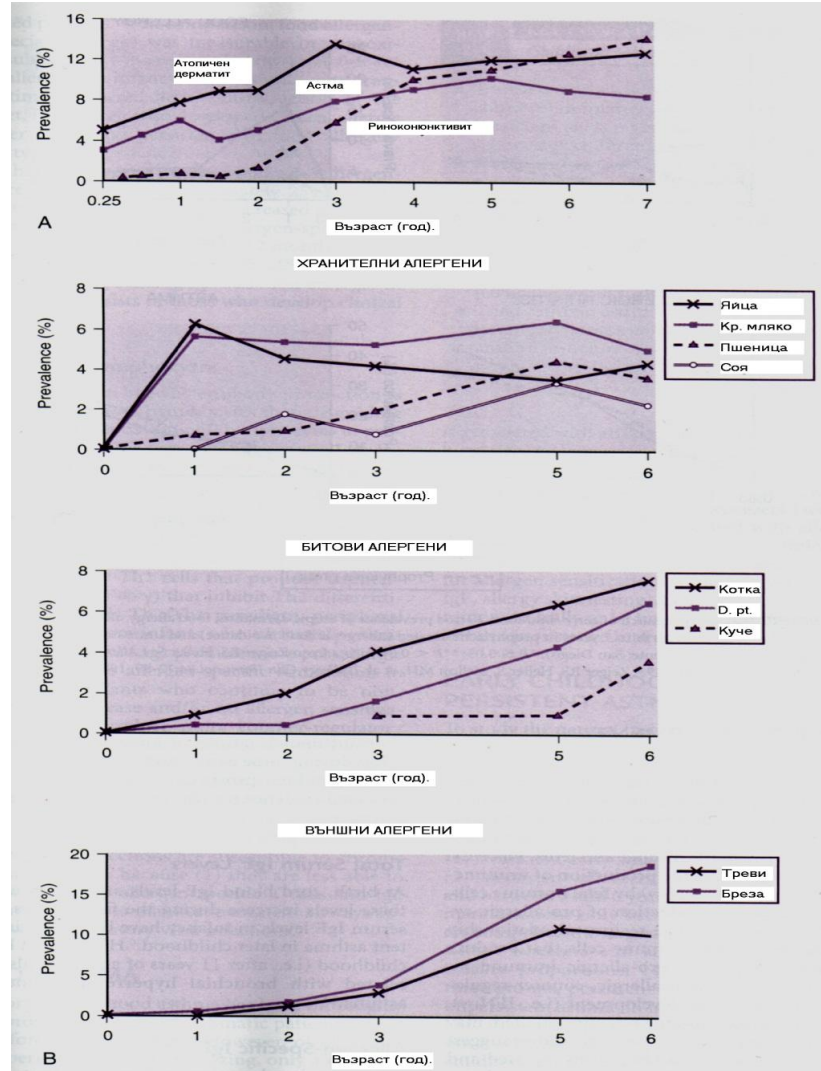 16
12
8
4
0
Prevalence (%)
Атопичен
дерматит
Астма
Риноконюнктивит
0.25 1 2 3 4 5 6 7
A
Възраст (год).
ХРАНИТЕЛНИ АЛЕРГЕНИ
8
6
4
2
0
Prevalence (%)
Яйца
Кр. мляко
Пшеница
Соя
0 1 2 3 5 6
Възраст (год).
БИТОВИ АЛЕРГЕНИ
8
6
4
2
0
Prevalence (%)
Котка
D. pt.
Куче
0 1 2 3 5 6
Възраст (год).
ВЪНШНИ АЛЕРГЕНИ
20
15
10
5
0
Prevalence (%)
Треви
Бреза
0 1 2 3 5 6
B
Възраст (год).